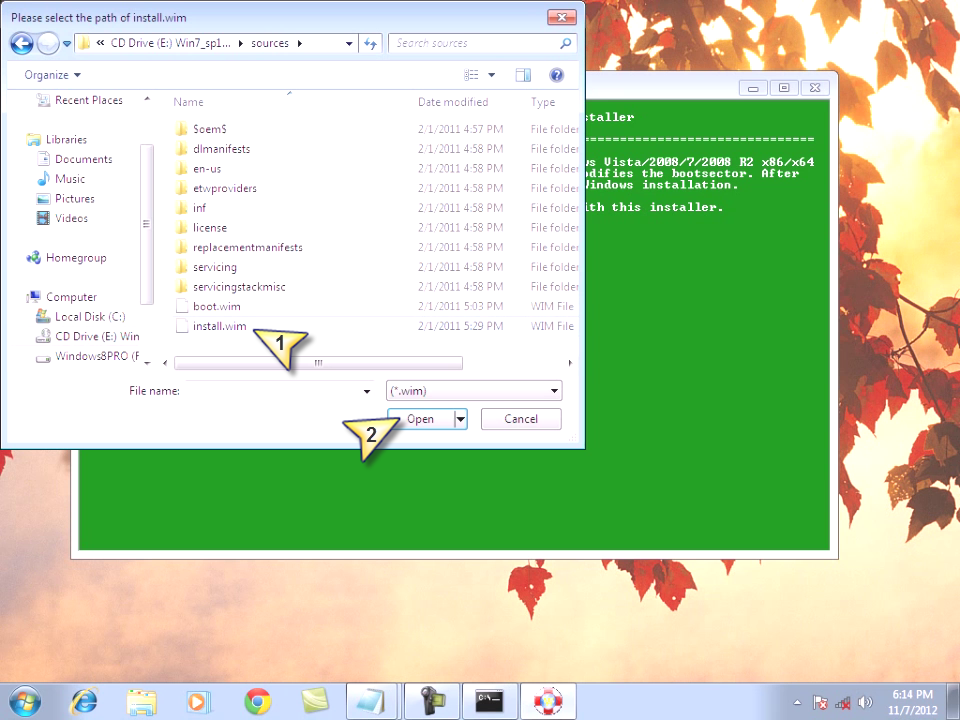 Please select the path of install.wim
« CD Drive (E:) Win7_sp1... ▸ sources ▸
Search sources
Organize
Name Date modified Type
Recent Places
Libraries
Documents
Music
Pictures
Videos
Homegroup
Computer
Local Disk (C:)
CD Drive (E:) Win
Windows8PRO (F
$oem$ 2/1/2011 4:57 PM File folder
dlmanifests 2/1/2011 4:58 PM File folder
en-us 2/1/2011 4:58 PM File folder
etwproviders 2/1/2011 4:58 PM File folder
inf 2/1/2011 4:58 PM File folder
license 2/1/2011 4:58 PM File folder
replacementmanifests 2/1/2011 4:58 PM File folder
servicing 2/1/2011 4:58 PM File folder
servicingstackmisc 2/1/2011 4:58 PM File folder
boot.wim 2/1/2011 5:03 PM WIM File
install.wim 2/1/2011 5:29 PM WIM File
1
File name:
(*.wim)
Open
Cancel
2
staller
==============================
s Vista/2008/7/2008 R2 x86/x64
difies the bootsector. After
Windows installation.
ith this installer.
C:\_
6:14 PM
11/7/2012